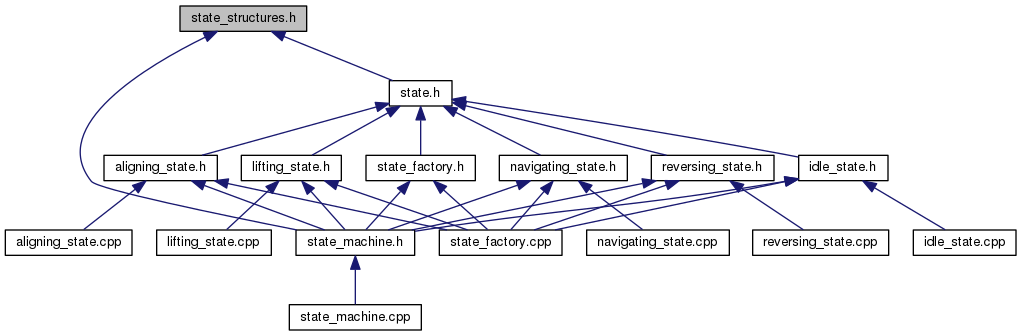 state_structures.h
state.h
aligning_state.h
lifting_state.h
state_factory.h
navigating_state.h
reversing_state.h
idle_state.h
aligning_state.cpp
lifting_state.cpp
state_machine.h
state_factory.cpp
navigating_state.cpp
reversing_state.cpp
idle_state.cpp
state_machine.cpp